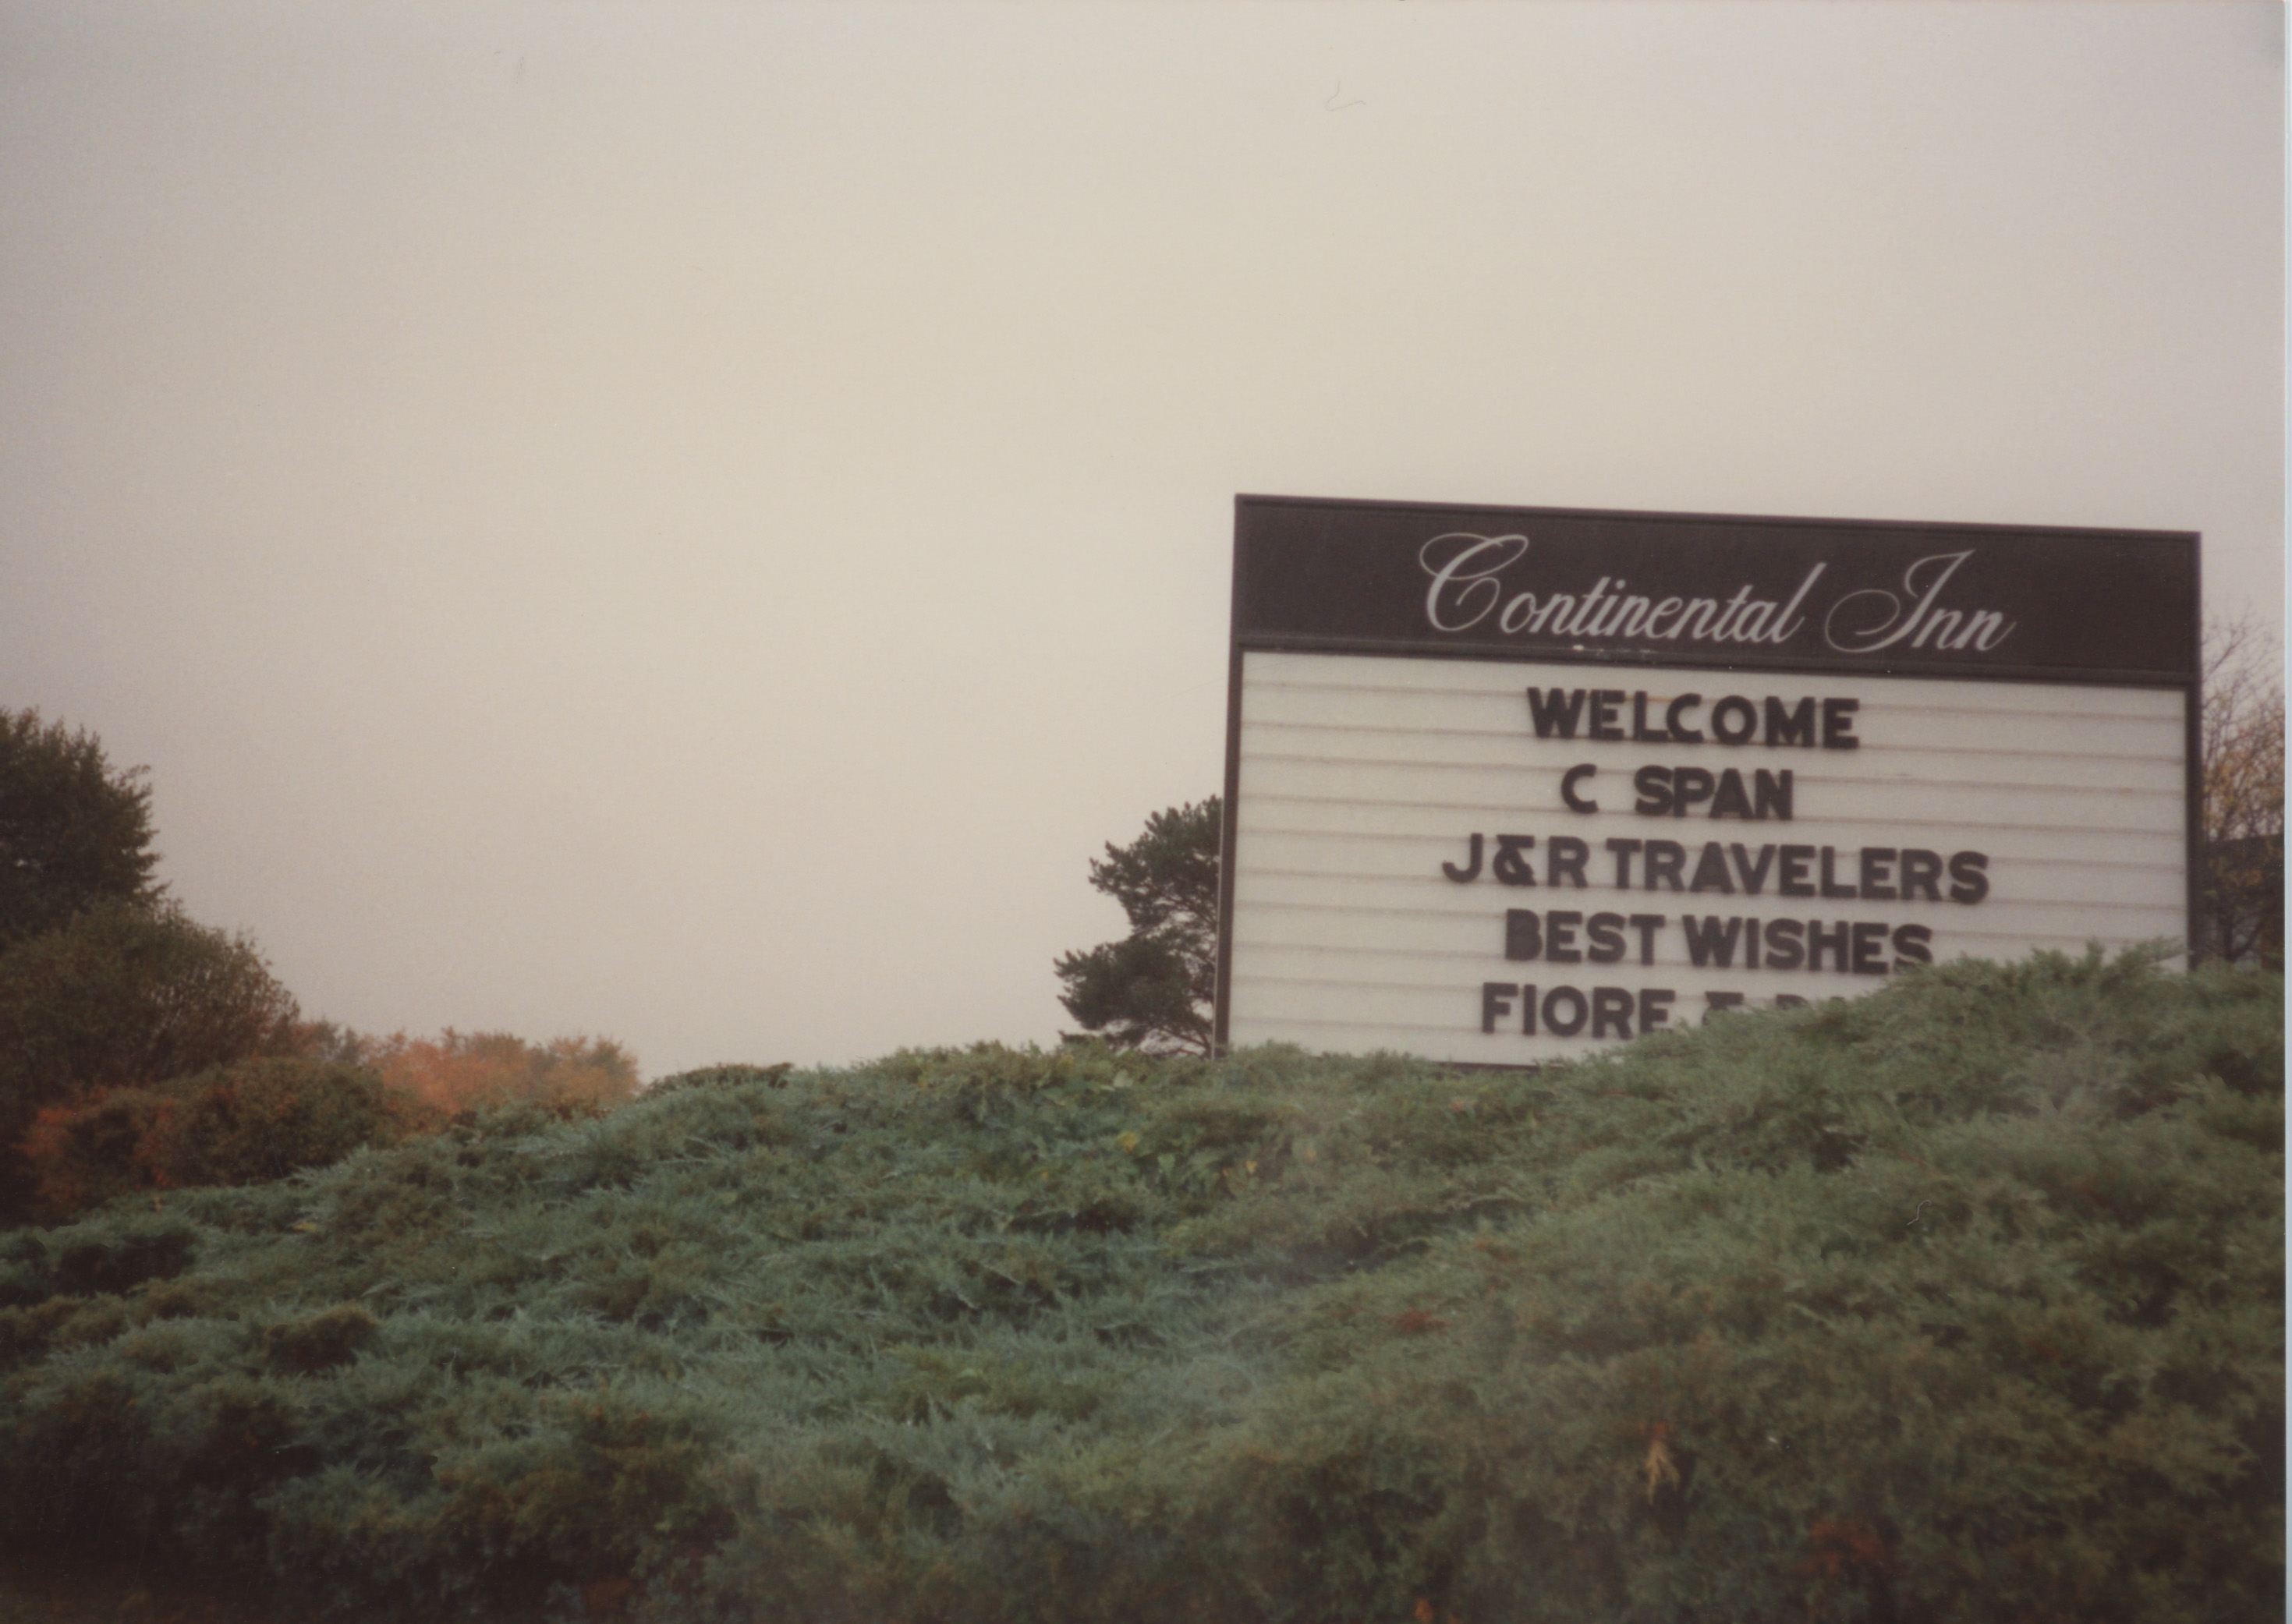 Continental Inn
WELCOME
C SPAN
J&R TRAVELERS
BEST WISHES
FIORE &